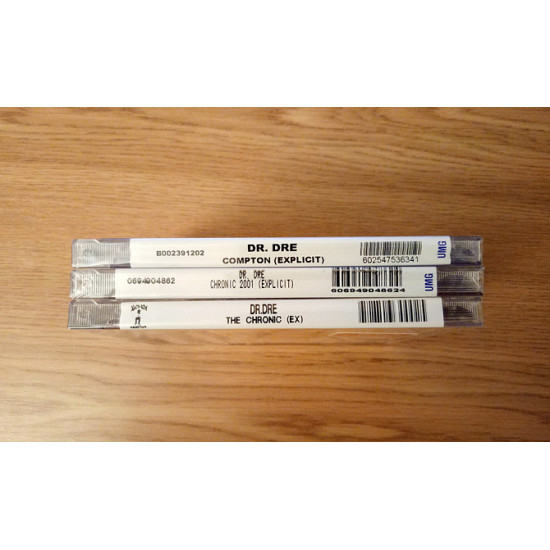 B002391202
DR. DRE
COMPTON (EXPLICIT)
602547536341
UMG
0694904862
DR. DRE
CHRONIC 2001 (EXPLICIT)
606949048624
UMG
DR.DRE
THE CHRONIC (EX)